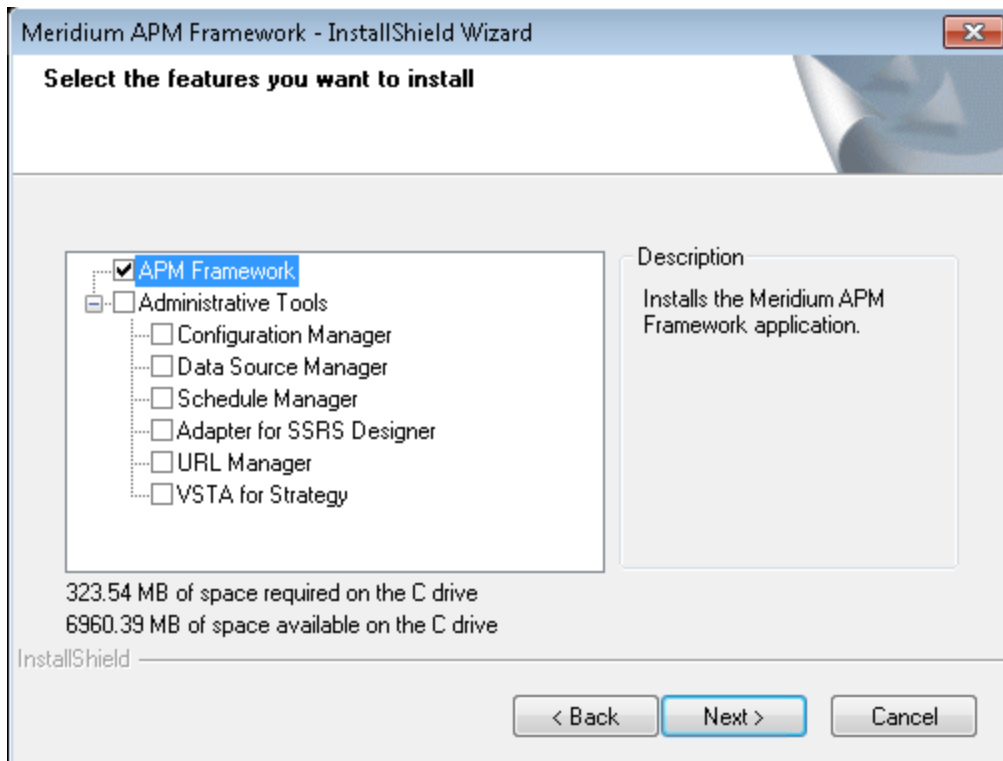 Meridium APM Framework - InstallShield Wizard
Select the features you want to install
APM Framework
Administrative Tools
Configuration Manager
Data Source Manager
Schedule Manager
Adapter for SSRS Designer
URL Manager
VSTA for Strategy
Description
Installs the Meridium APM
Framework application.
323.54 MB of space required on the C drive
6960.39 MB of space available on the C drive
InstallShield
< Back
Next >
Cancel